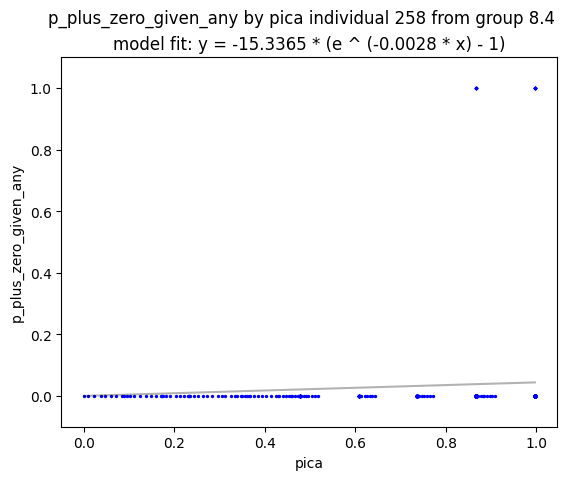 p_plus_zero_given_any by pica individual 258 from group 8.4
model fit: y = -15.3365 * (e ^ (-0.0028 * x) - 1)
p_plus_zero_given_any
1.0
0.8
0.6
0.4
0.2
0.0
0.0 0.2 0.4 0.6 0.8 1.0
pica